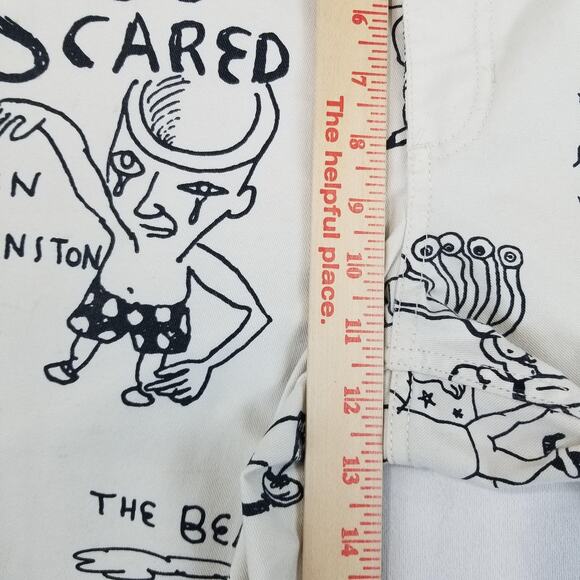 SCARED
NSTON
THE BE
The helpful place.
6
7
8
9
10
11
12
13
14